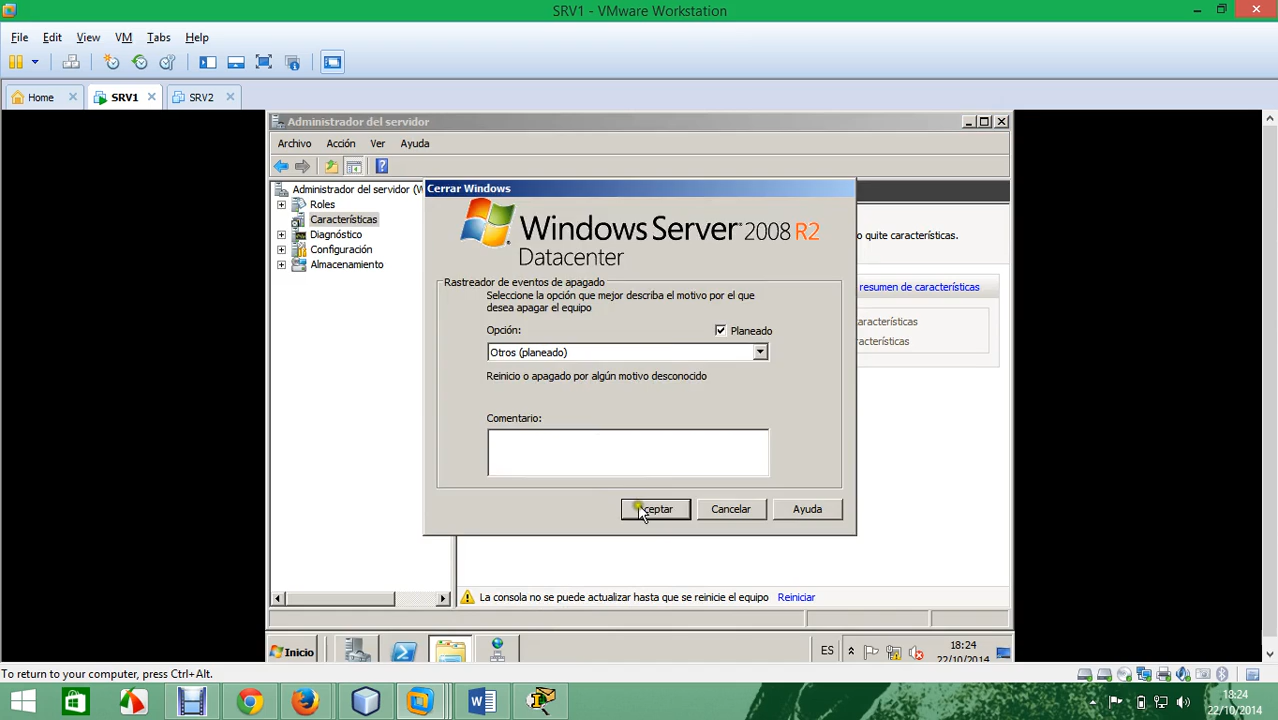 SRV1 - VMware Workstation
File Edit View VM Tabs Help
Home SRV1 SRV2
Administrador del servidor
Archivo Acción Ver Ayuda
Administrador del servidor (W
Roles
Características
Diagnóstico
Configuración
Almacenamiento
Cerrar Windows
Windows Server 2008 R2
Datacenter
Rastreador de eventos de apagado
Seleccione la opción que mejor describa el motivo por el que
desea apagar el equipo
Opción: Planeado
Otros (planeado)
Reinicio o apagado por algún motivo desconocido
Comentario:
Aceptar Cancelar Ayuda
o quite características.
resumen de características
aracterísticas
aracterísticas
La consola no se puede actualizar hasta que se reinicie el equipo Reiniciar
Inicio ES 18:24
22/10/2014
To return to your computer, press Ctrl+Alt.
18:24
22/10/2014